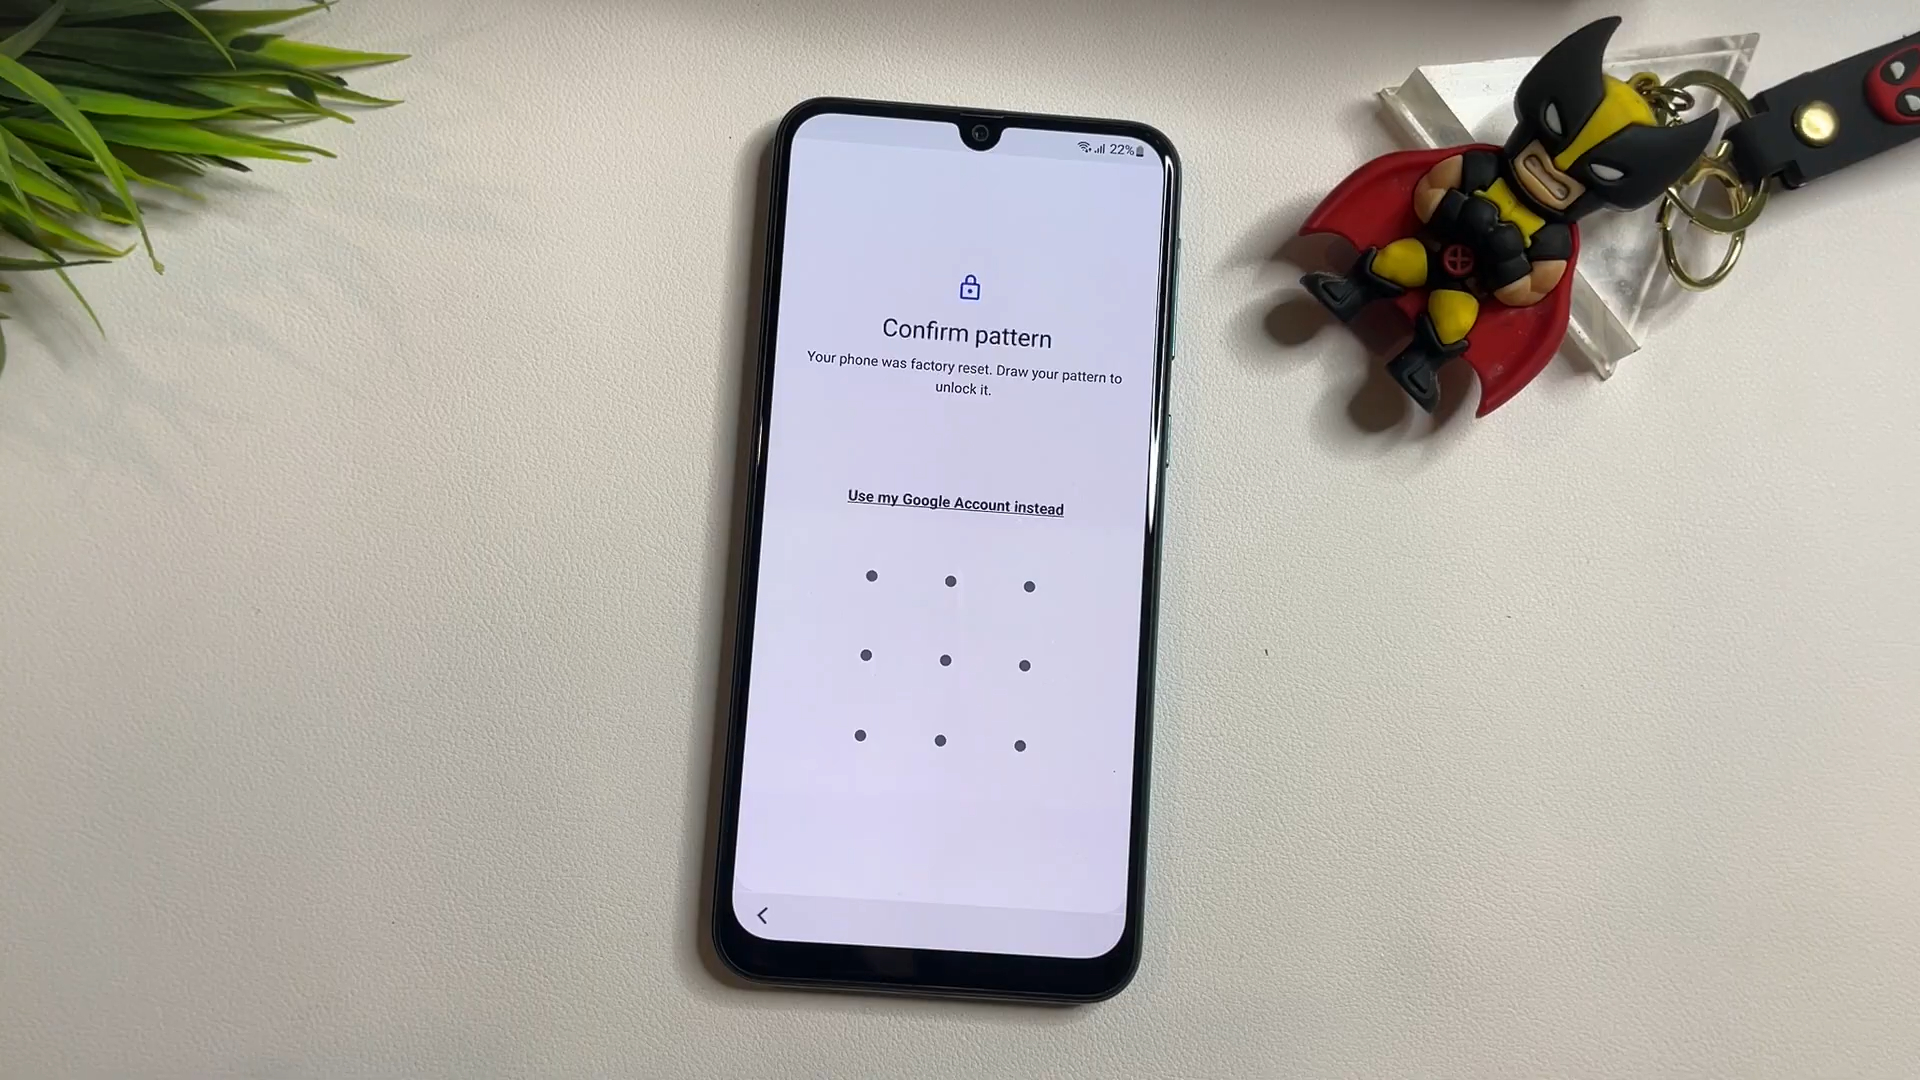 22%
Confirm pattern
Your phone was factory reset. Draw your pattern to
unlock it.
Use my Google Account instead